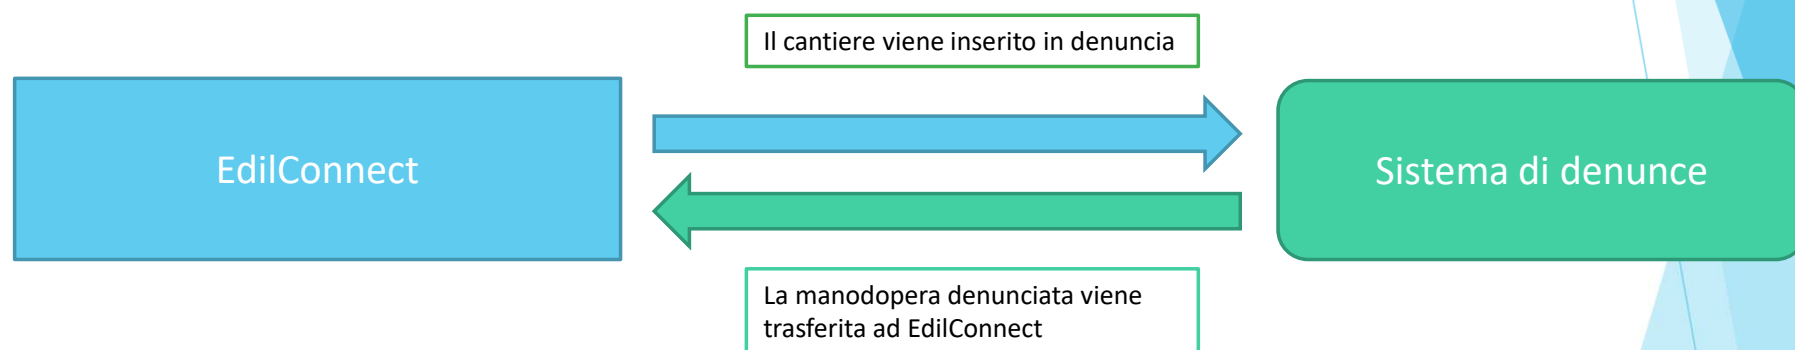 Il cantiere viene inserito in denuncia
EdilConnect
Sistema di denunce
La manodopera denunciata viene
trasferita ad EdilConnect